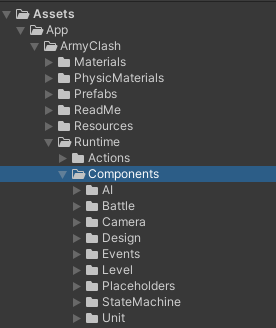 Assets
App
ArmyClash
Materials
PhysicMaterials
Prefabs
ReadMe
Resources
Runtime
Actions
Components
AI
Battle
Camera
Design
Events
Level
Placeholders
StateMachine
Unit